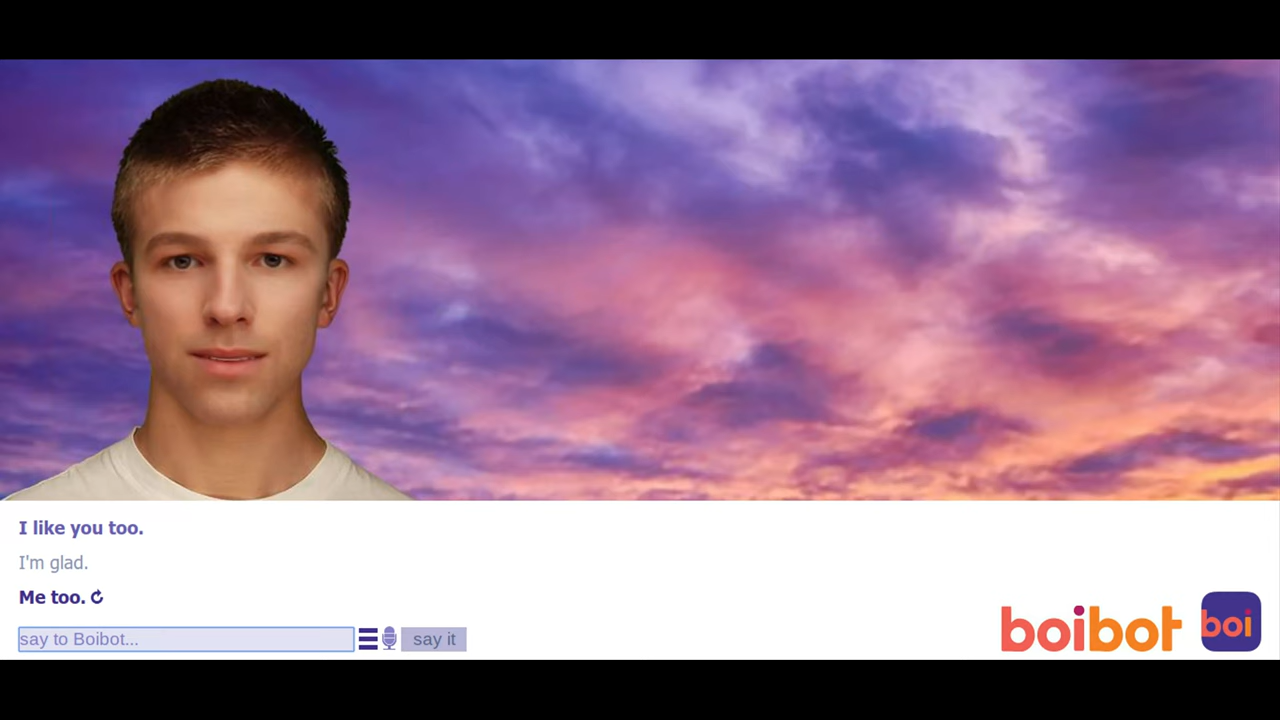 I like you too.
I'm glad.
Me too.
say to Boibot...
say it
boibot
boi